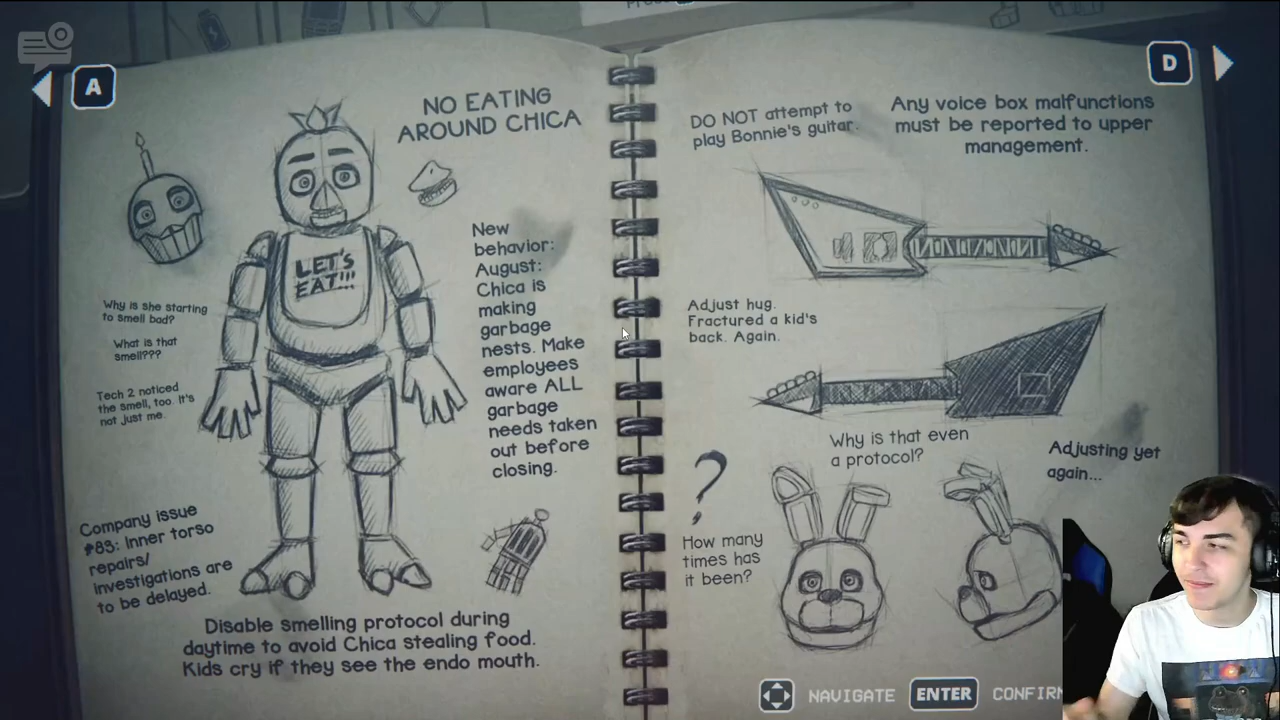 A
D
NO EATING
AROUND CHICA
LET'S
EAT!!!
New
behavior:
August:
Chica is
making
garbage
nests. Make
employees
aware ALL
garbage
needs taken
out before
closing.
Why is she starting
to smell bad?
What is that
smell???
Tech 2 noticed
the smell, too. It's
not just me.
Company issue
#83: Inner torso
repairs/
investigations are
to be delayed.
Disable smelling protocol during
daytime to avoid Chica stealing food.
Kids cry if they see the endo mouth.
DO NOT attempt to
play Bonnie's guitar.
Any voice box malfunctions
must be reported to upper
management.
Adjust hug.
Fractured a kid's
back. Again.
Why is that even
a protocol?
Adjusting yet
again...
?
How many
times has
it been?
NAVIGATE ENTER CONFIRM